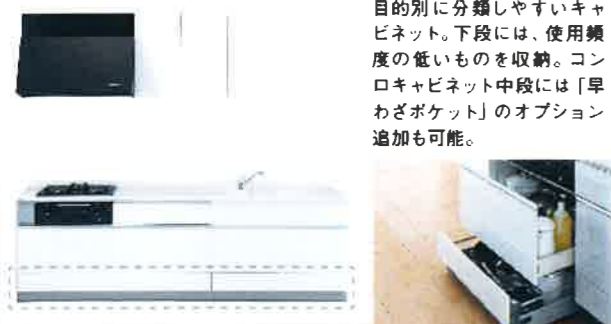 目的別に分類しやすいキャ
ビネット。下段には、使用頻
度の低いものを収納。コン
ロキャビネット中段には「早
わざポケット」のオプション
追加も可能。